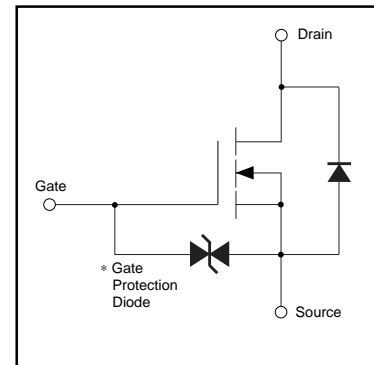 Drain
Gate
* Gate
Protection
Diode
Source